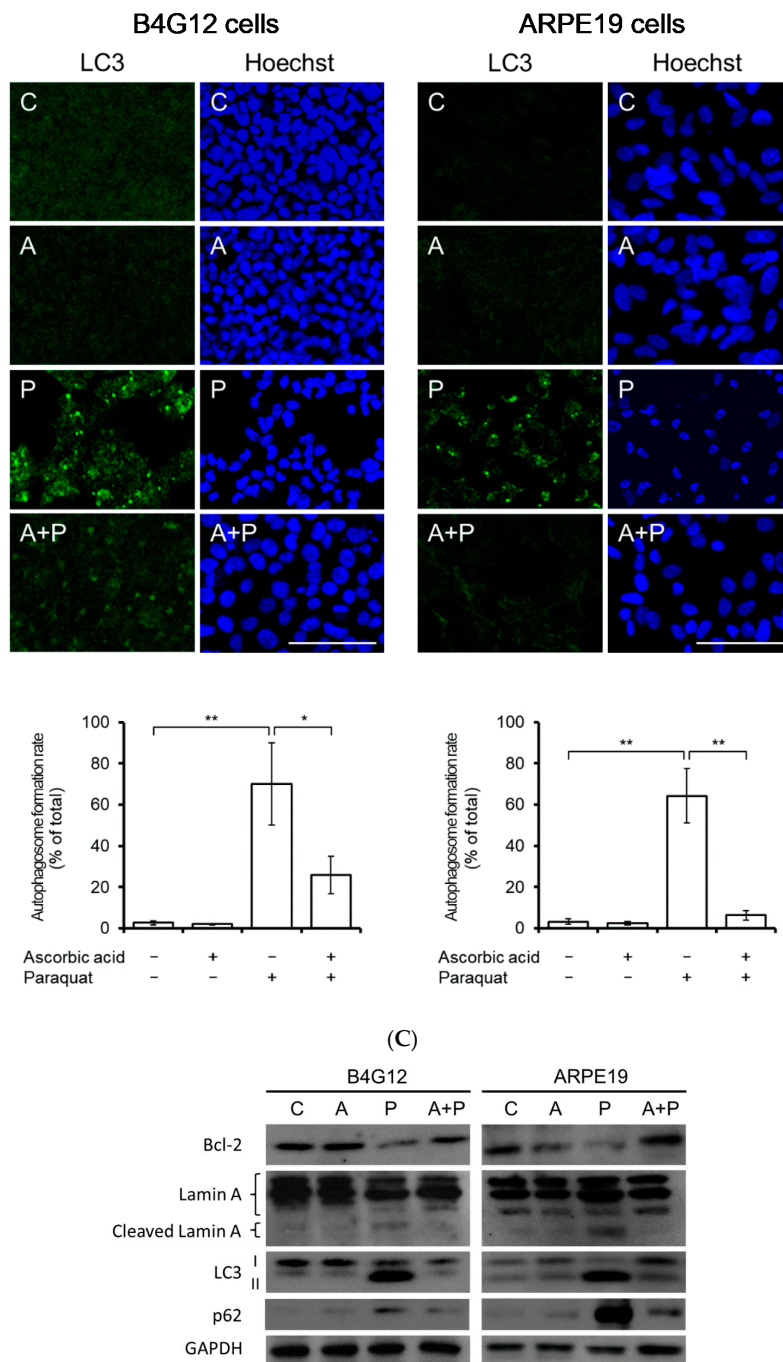 B4G12 cells ARPE19 cells
LC3 Hoechst LC3 Hoechst
C C C C
A A A A
P P P P
A+P A+P A+P A+P
Autophagosome formation rate
(% of total)
100
80
60
40
20
0
** *
Ascorbic acid − + − +
Paraquat − − + +
Autophagosome formation rate
(% of total)
100
80
60
40
20
0
** **
Ascorbic acid − + − +
Paraquat − − + +
(C)
B4G12 ARPE19
C A P A+P C A P A+P
Bcl-2
Lamin A
Cleaved Lamin A
LC3 I
II
p62
GAPDH